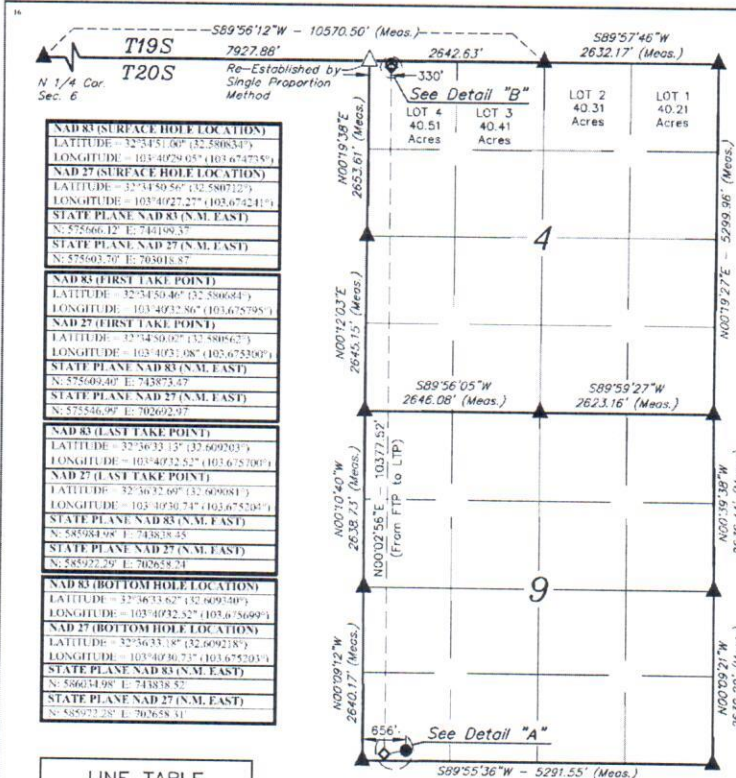 16
S89°56'12"W - 10570.50' (Meas.)
S89°57'46"W
T19S
7927.88'
2642.63'
2632.17' (Meas.)
T20S
N 1/4 Cor.
Sec. 6
Re-Established by
Single Proportion
Method
330'
See Detail "B"
LOT 4
40.51
Acres
LOT 3
40.41
Acres
LOT 2
40.31
Acres
LOT 1
40.21
Acres
NAD 83 (SURFACE HOLE LOCATION)
LATITUDE = 32°34'51.00" (32.580834°)
LONGITUDE = 103°40'29.05" (103.674735°)
NAD 27 (SURFACE HOLE LOCATION)
LATITUDE = 32°34'50.56" (32.580712°)
LONGITUDE = 103°40'27.27" (103.674241°)
STATE PLANE NAD 83 (N.M. EAST)
N: 575666.12' E: 744199.37'
STATE PLANE NAD 27 (N.M. EAST)
N: 575603.70' E: 703018.87'
NAD 83 (FIRST TAKE POINT)
LATITUDE = 32°34'50.46" (32.580684°)
LONGITUDE = 103°40'32.86" (103.675795°)
NAD 27 (FIRST TAKE POINT)
LATITUDE = 32°34'50.02" (32.580562°)
LONGITUDE = 103°40'31.08" (103.675300°)
STATE PLANE NAD 83 (N.M. EAST)
N: 575609.40' E: 743873.47'
STATE PLANE NAD 27 (N.M. EAST)
N: 575546.99' E: 702692.97'
NAD 83 (LAST TAKE POINT)
LATITUDE = 32°36'33.13" (32.609203°)
LONGITUDE = 103°40'32.52" (103.675700°)
NAD 27 (LAST TAKE POINT)
LATITUDE = 32°36'32.69" (32.609081°)
LONGITUDE = 103°40'30.74" (103.675204°)
STATE PLANE NAD 83 (N.M. EAST)
N: 585984.98' E: 743838.45'
STATE PLANE NAD 27 (N.M. EAST)
N: 585922.29' E: 702658.24'
NAD 83 (BOTTOM HOLE LOCATION)
LATITUDE = 32°36'33.62" (32.609340°)
LONGITUDE = 103°40'32.52" (103.675699°)
NAD 27 (BOTTOM HOLE LOCATION)
LATITUDE = 32°36'33.18" (32.609218°)
LONGITUDE = 103°40'30.73" (103.675203°)
STATE PLANE NAD 83 (N.M. EAST)
N: 586034.98' E: 743838.52'
STATE PLANE NAD 27 (N.M. EAST)
N: 585972.28' E: 702658.31'
N00°19'38"E
2653.61' (Meas.)
4
N00°19'27"E - 5299.96' (Meas.)
N00°12'03"E
2645.15' (Meas.)
S89°56'05"W
2646.08' (Meas.)
S89°59'27"W
2623.16' (Meas.)
N00°10'40"W
2638.73' (Meas.)
N00°02'56"E - 10377.52'
(From FTP to LTP)
N00°39'38"W
9
N00°09'12"W
2640.17' (Meas.)
N00°09'21"W
656'
See Detail "A"
S89°55'36"W - 5291.55' (Meas.)
LINE TABLE